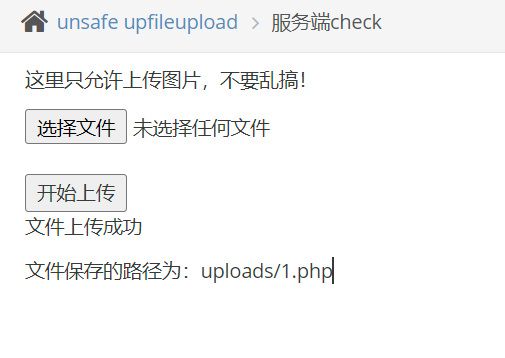 unsafe upfileupload > 服务端check
这里只允许上传图片，不要乱搞！
选择文件 未选择任何文件
开始上传
文件上传成功
文件保存的路径为：uploads/1.php